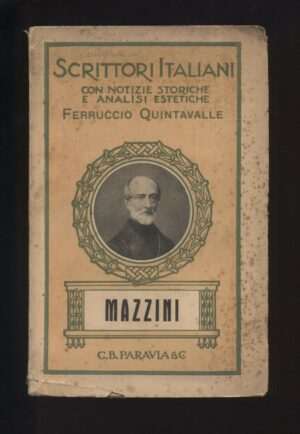 SCRITTORI ITALIANI
CON NOTIZIE STORICHE
E ANALISI ESTETICHE
FERRUCCIO QUINTAVALLE
MAZZINI
G.B. PARAVIA & C